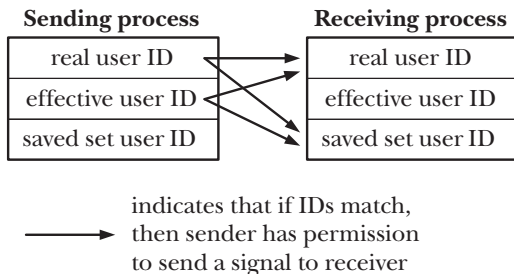 Sending process
Receiving process
real user ID
real user ID
effective user ID
effective user ID
saved set user ID
saved set user ID
indicates that if IDs match,
then sender has permission
to send a signal to receiver